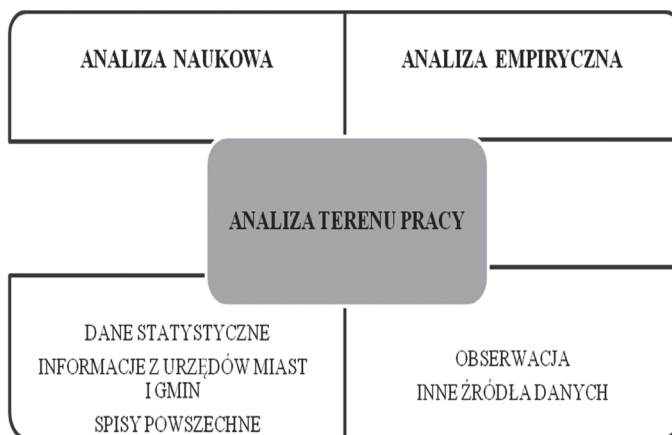 ANALIZA NAUKOWA
ANALIZA EMPIRYCZNA
ANALIZA TERENU PRACY
DANE STATYSTYCZNE
INFORMACJE Z URZĘDÓW MIAST
I GMIN
SPISY POWSZECHNE
OBSERWACJA
INNE ŹRÓDŁA DANYCH